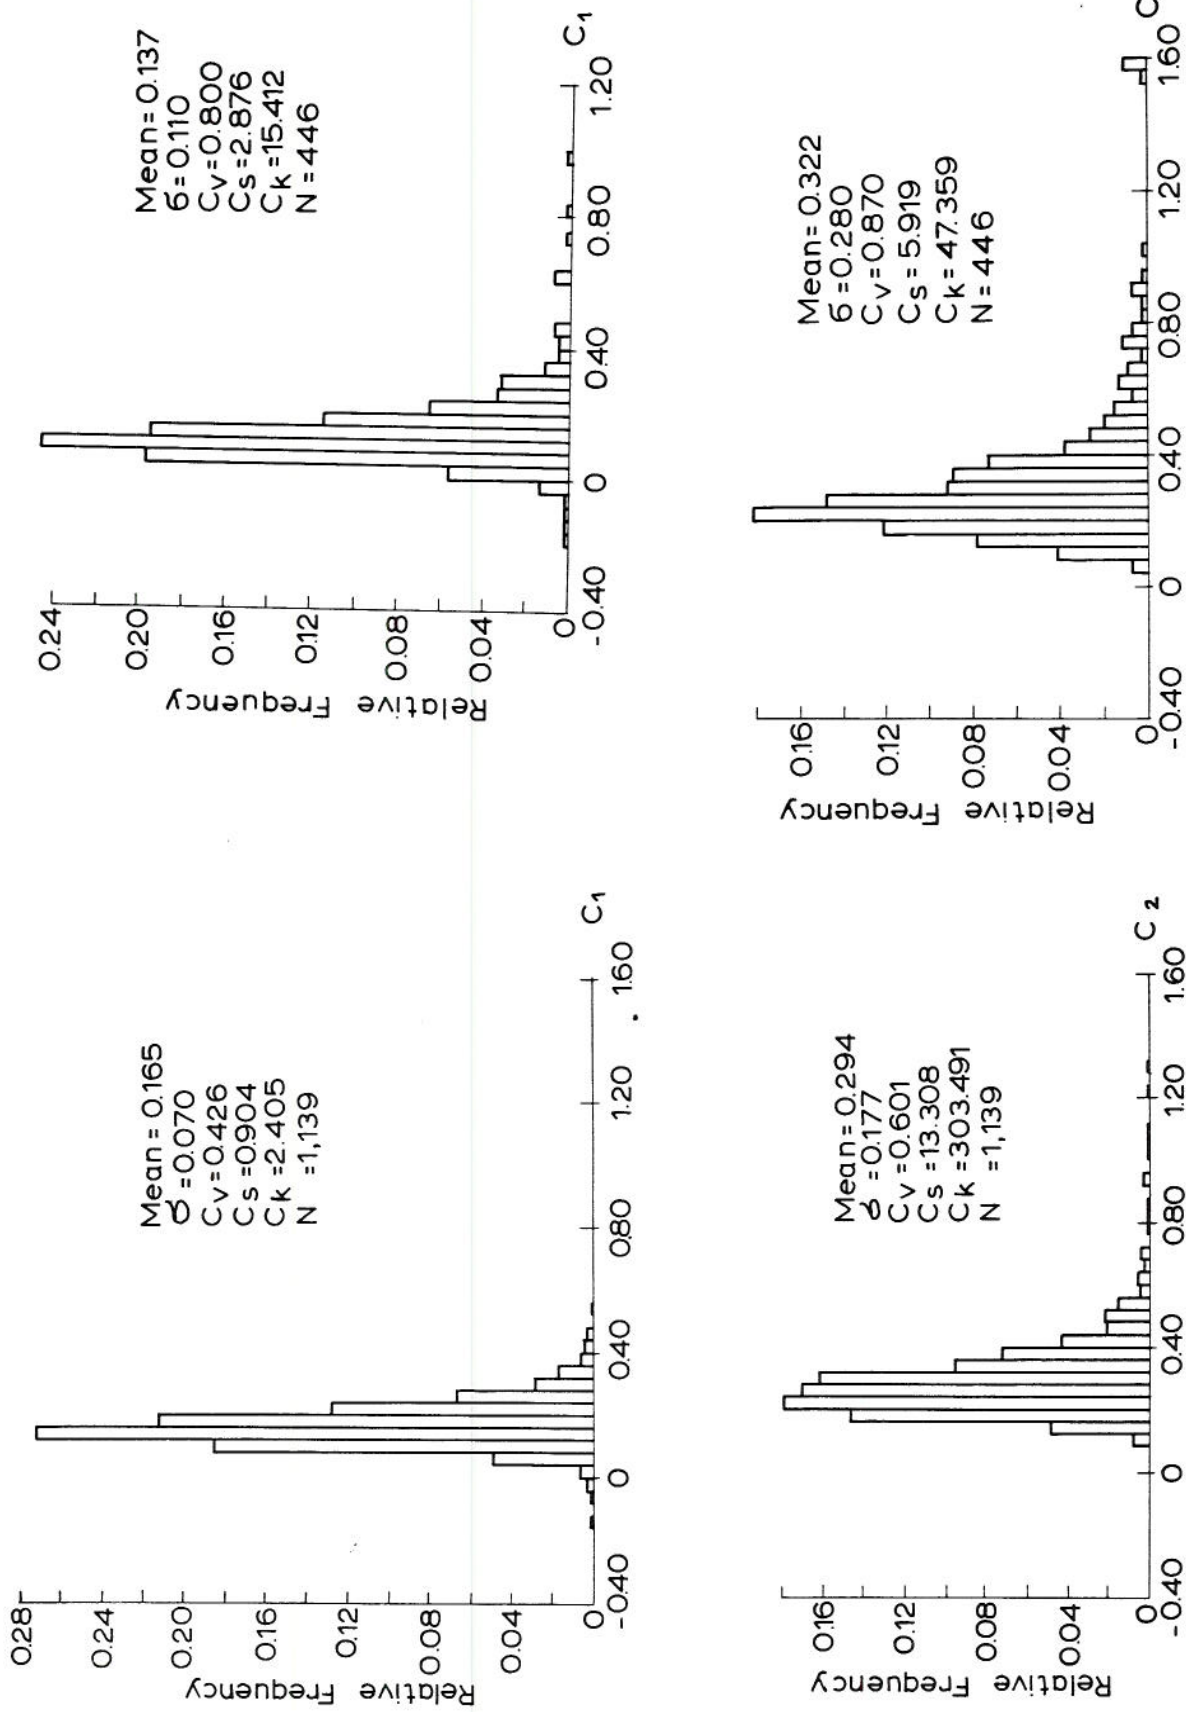 0.28
0.24
0.20
0.16
0.12
0.08
0.04
0
Relative Frequency
-0.40 0 0.40 0.80 1.20 1.60 C₁
Mean = 0.165
σ = 0.070
Cv = 0.426
Cs = 0.904
Ck = 2.405
N = 1,139
0.24
0.20
0.16
0.12
0.08
0.04
0
Relative Frequency
-0.40 0 0.40 0.80 1.20 C₁
Mean = 0.137
σ = 0.110
Cv = 0.800
Cs = 2.876
Ck = 15.412
N = 446
0.16
0.12
0.08
0.04
0
Relative Frequency
-0.40 0 0.40 0.80 1.20 1.60 C₂
Mean = 0.294
σ = 0.177
Cv = 0.601
Cs = 13.308
Ck = 303.491
N = 1,139
0.16
0.12
0.08
0.04
0
Relative Frequency
-0.40 0 0.40 0.80 1.20 1.60 C
Mean = 0.322
σ = 0.280
Cv = 0.870
Cs = 5.919
Ck = 47.359
N = 446